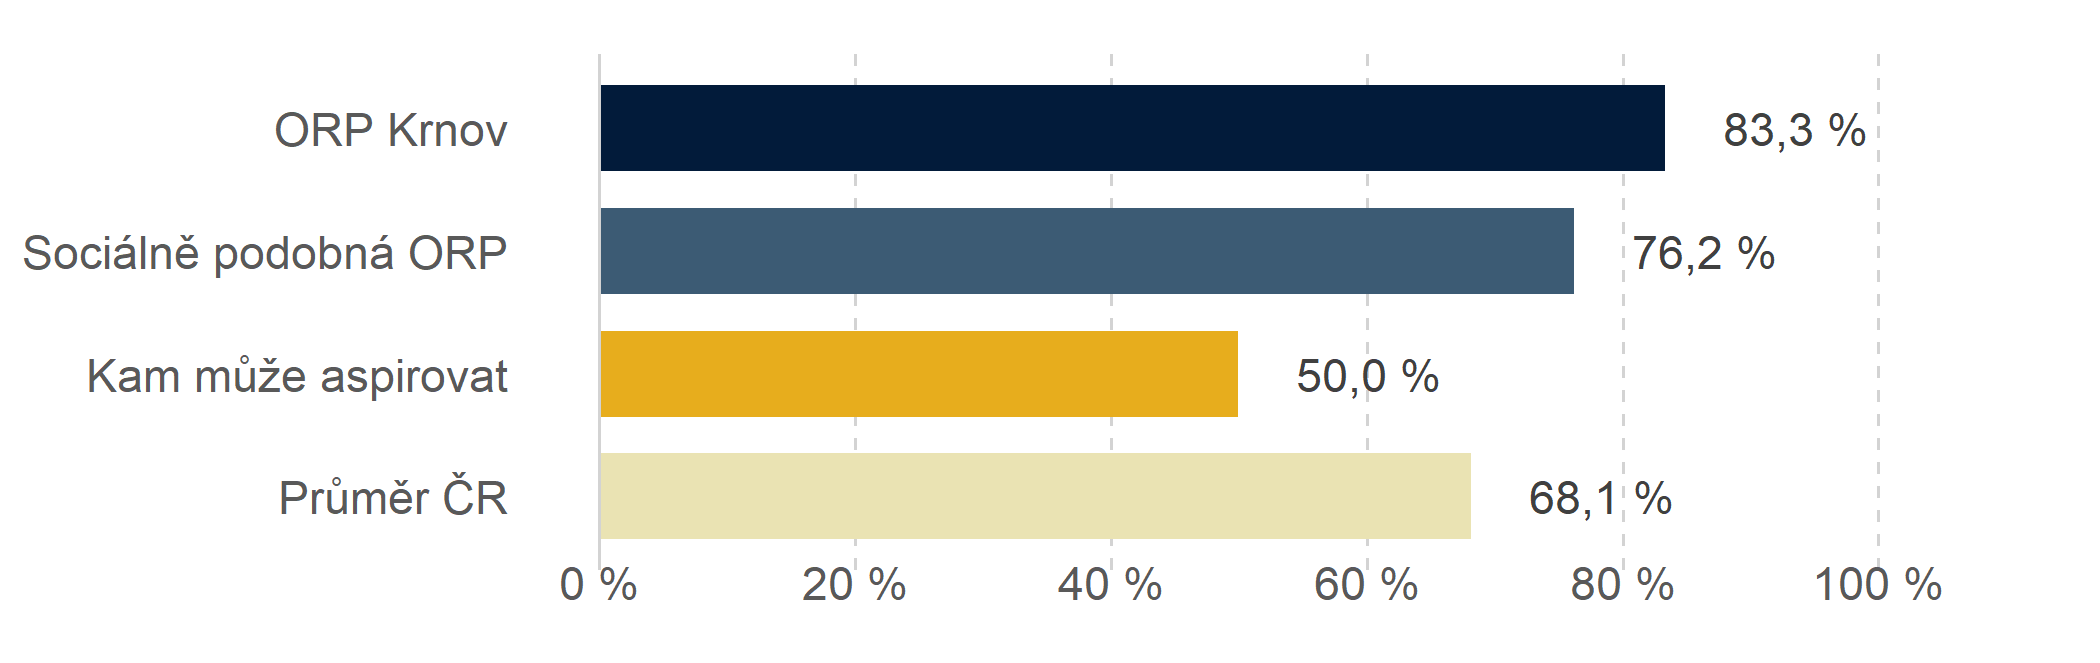 ORP Krnov 83,3 %
Sociálně podobná ORP 76,2 %
Kam může aspirovat 50,0 %
Průměr ČR 68,1 %
0 % 20 % 40 % 60 % 80 % 100 %